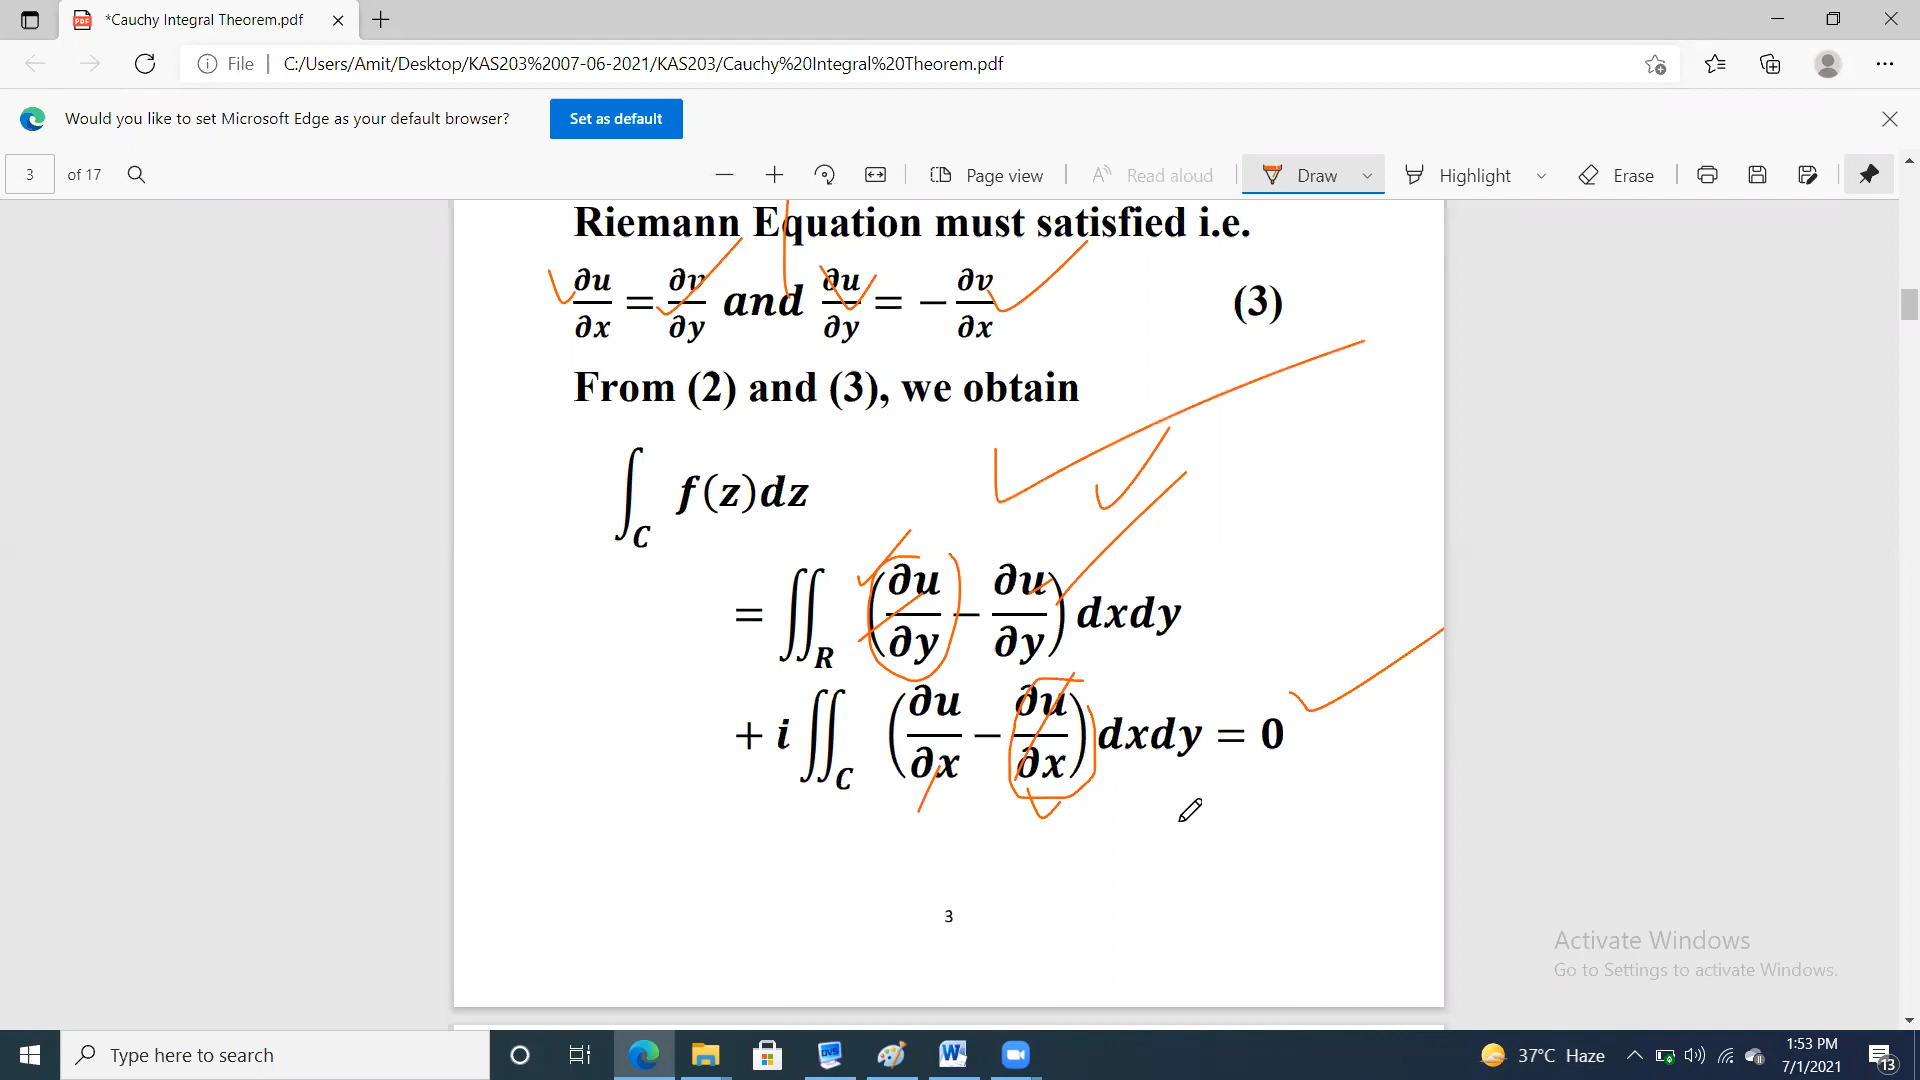 *Cauchy Integral Theorem.pdf
File C:/Users/Amit/Desktop/KAS203%2007-06-2021/KAS203/Cauchy%20Integral%20Theorem.pdf
Would you like to set Microsoft Edge as your default browser? Set as default
3 of 17 Page view Read aloud Draw Highlight Erase
Riemann Equation must satisfied i.e.
∂u/∂x = ∂v/∂y and ∂u/∂y = − ∂v/∂x (3)
From (2) and (3), we obtain
∫_C f(z)dz
= ∬_R (∂u/∂y − ∂u/∂y) dxdy
+ i ∬_C (∂u/∂x − ∂u/∂x) dxdy = 0
3
Activate Windows
Go to Settings to activate Windows.
Type here to search
37°C Haze
1:53 PM
7/1/2021
13